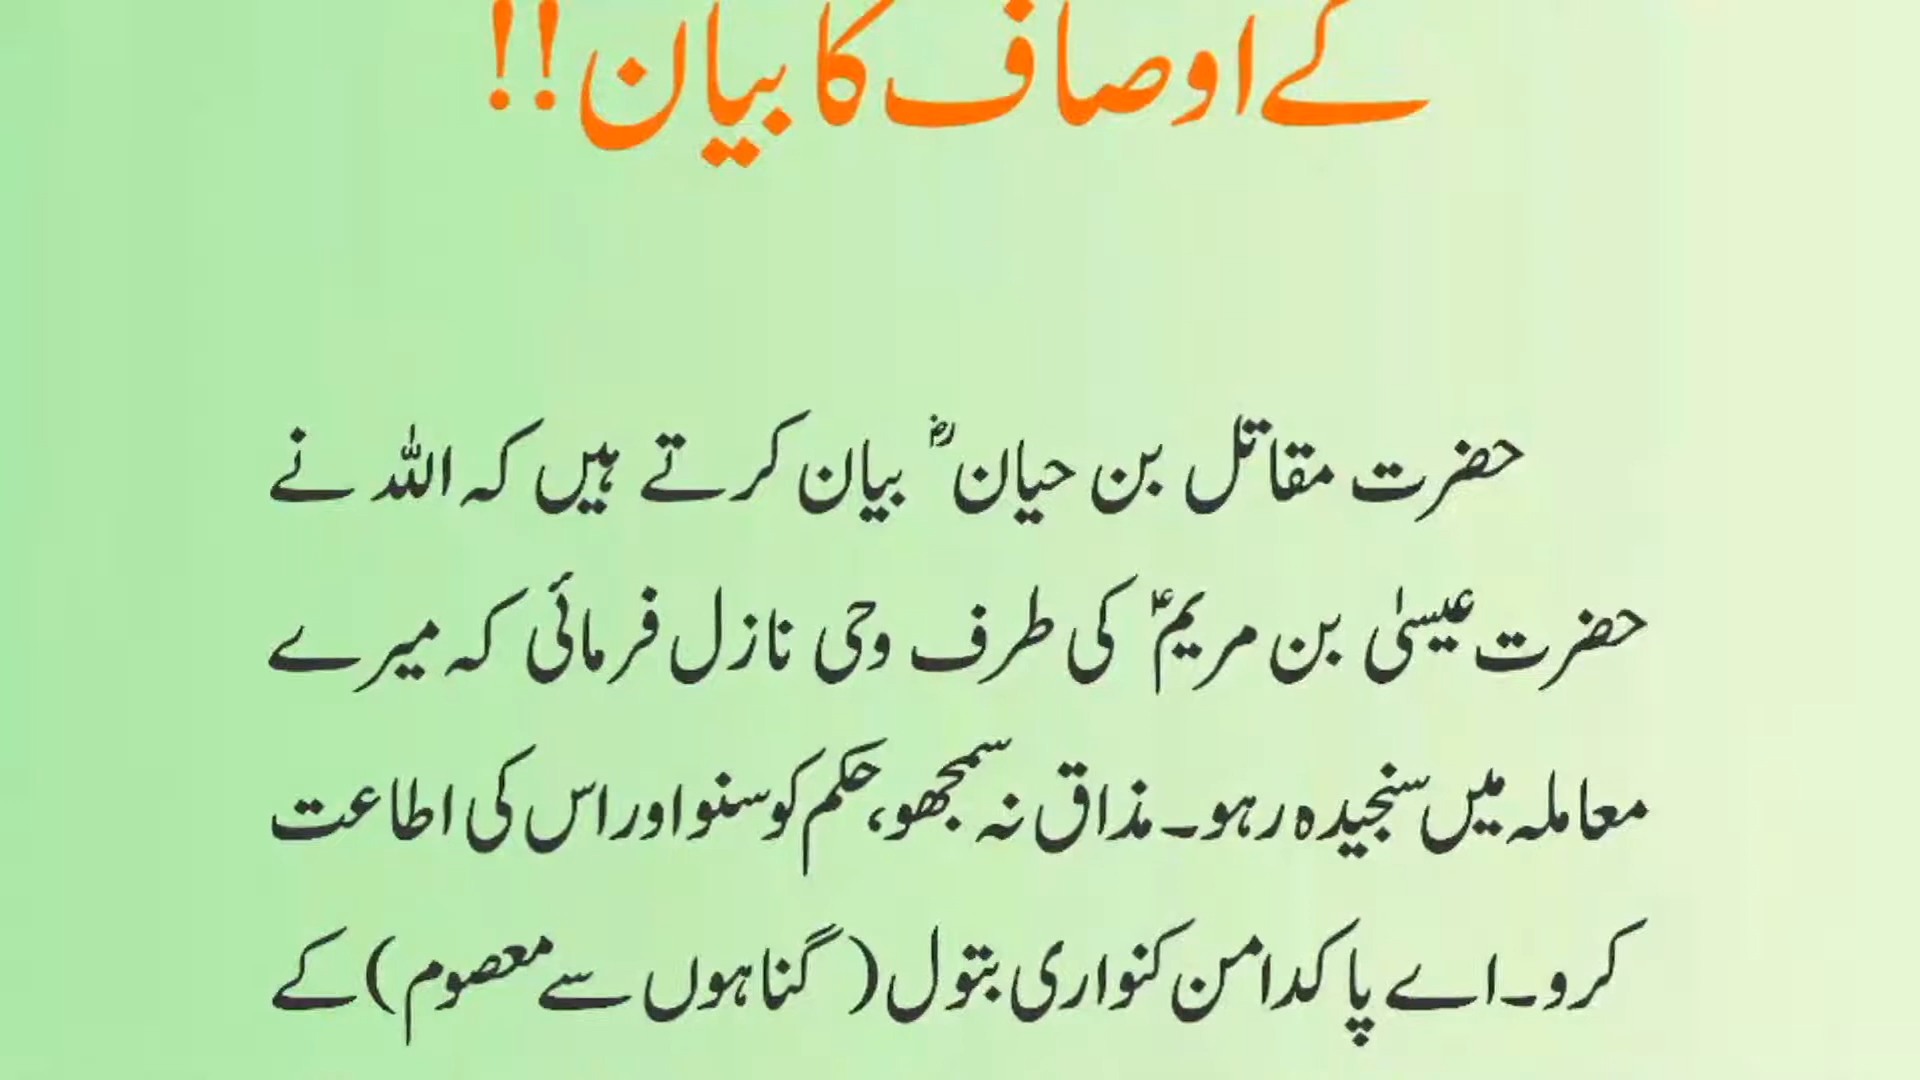 کے اوصاف کا بیان!!
حضرت مقاتل بن حیانؓ بیان کرتے ہیں کہ اللہ نے
حضرت عیسیٰ بن مریمؑ کی طرف وحی نازل فرمائی کہ میرے
معاملہ میں سنجیدہ رہو۔ مذاق نہ سمجھو، حکم کو سنو اور اس کی اطاعت
کرو۔ اے پاکدامن کنواری بتول (گناہوں سے معصوم) کے